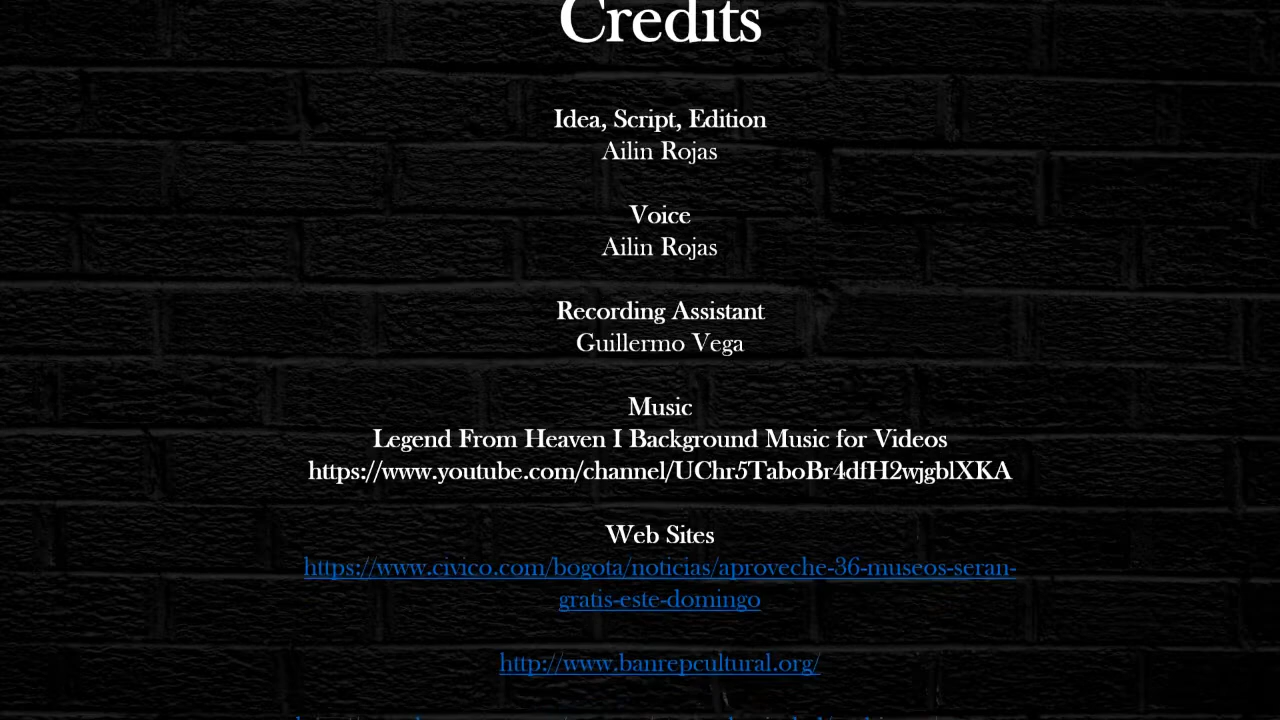 Credits
Idea, Script, Edition
Ailin Rojas
Voice
Ailin Rojas
Recording Assistant
Guillermo Vega
Music
Legend From Heaven I Background Music for Videos
https://www.youtube.com/channel/UChr5TaboBr4dfH2wjgblXKA
Web Sites
https://www.civico.com/bogota/noticias/aproveche-36-museos-seran-
gratis-este-domingo
http://www.banrepcultural.org/